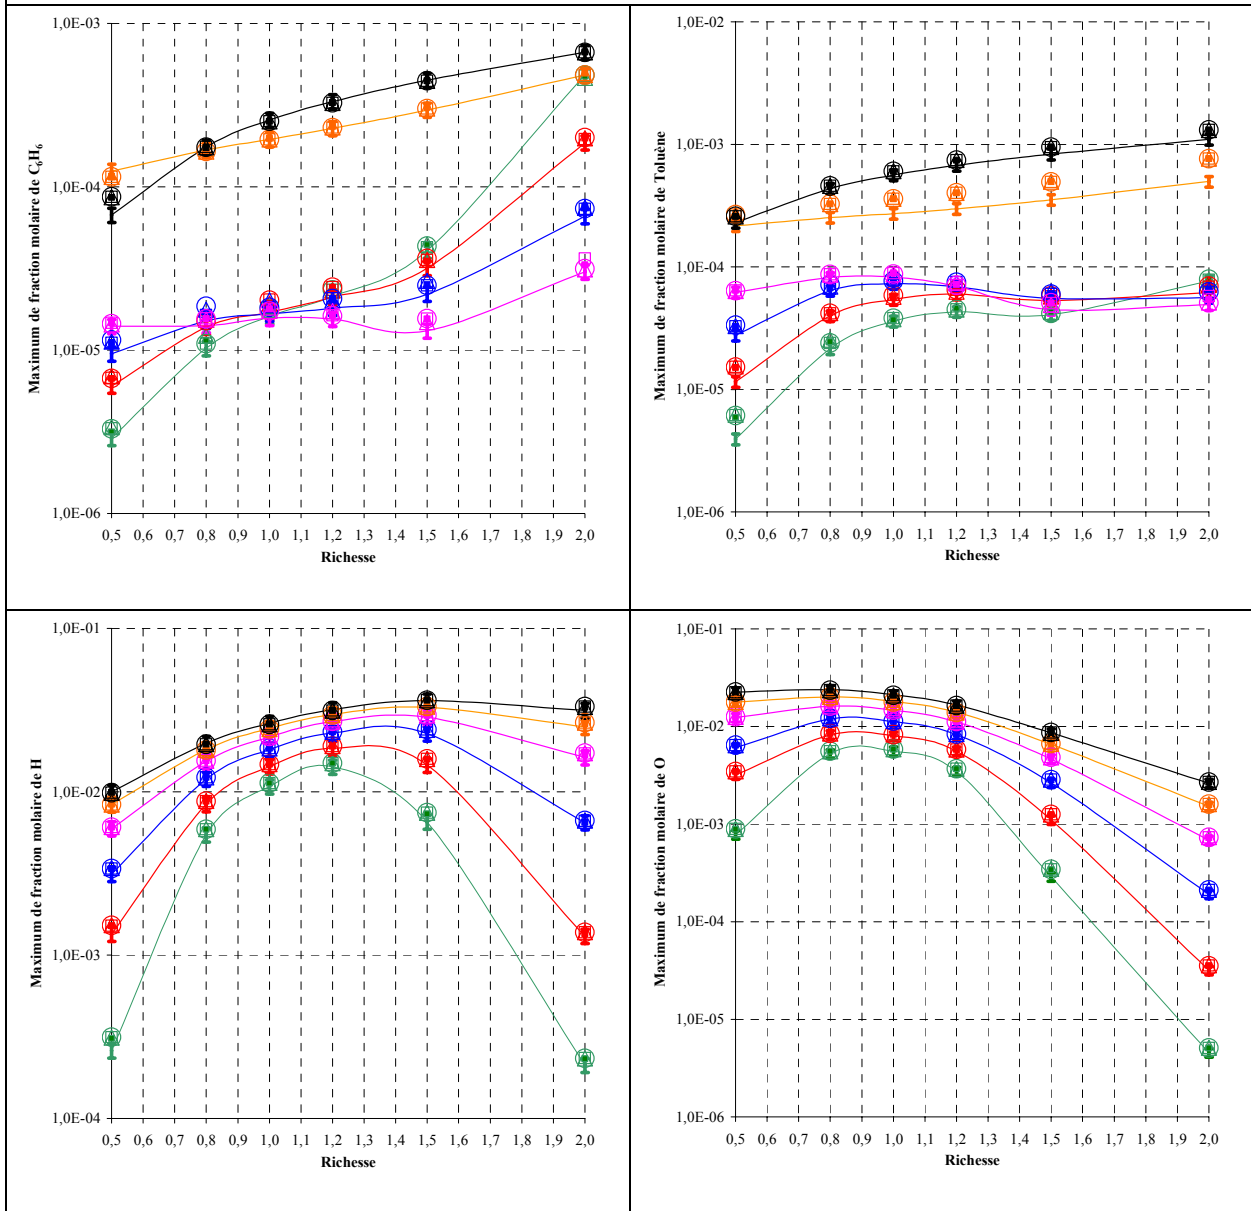 1,0E-03
1,0E-04
1,0E-05
1,0E-06
Maximum de fraction molaire de C6H6
0,5 0,6 0,7 0,8 0,9 1,0 1,1 1,2 1,3 1,4 1,5 1,6 1,7 1,8 1,9 2,0
Richesse
1,0E-02
1,0E-03
1,0E-04
1,0E-05
1,0E-06
Maximum de fraction molaire de Toluène
0,5 0,6 0,7 0,8 0,9 1,0 1,1 1,2 1,3 1,4 1,5 1,6 1,7 1,8 1,9 2,0
Richesse
1,0E-01
1,0E-02
1,0E-03
1,0E-04
Maximum de fraction molaire de H
0,5 0,6 0,7 0,8 0,9 1,0 1,1 1,2 1,3 1,4 1,5 1,6 1,7 1,8 1,9 2,0
Richesse
1,0E-01
1,0E-02
1,0E-03
1,0E-04
1,0E-05
1,0E-06
Maximum de fraction molaire de O
0,5 0,6 0,7 0,8 0,9 1,0 1,1 1,2 1,3 1,4 1,5 1,6 1,7 1,8 1,9 2,0
Richesse